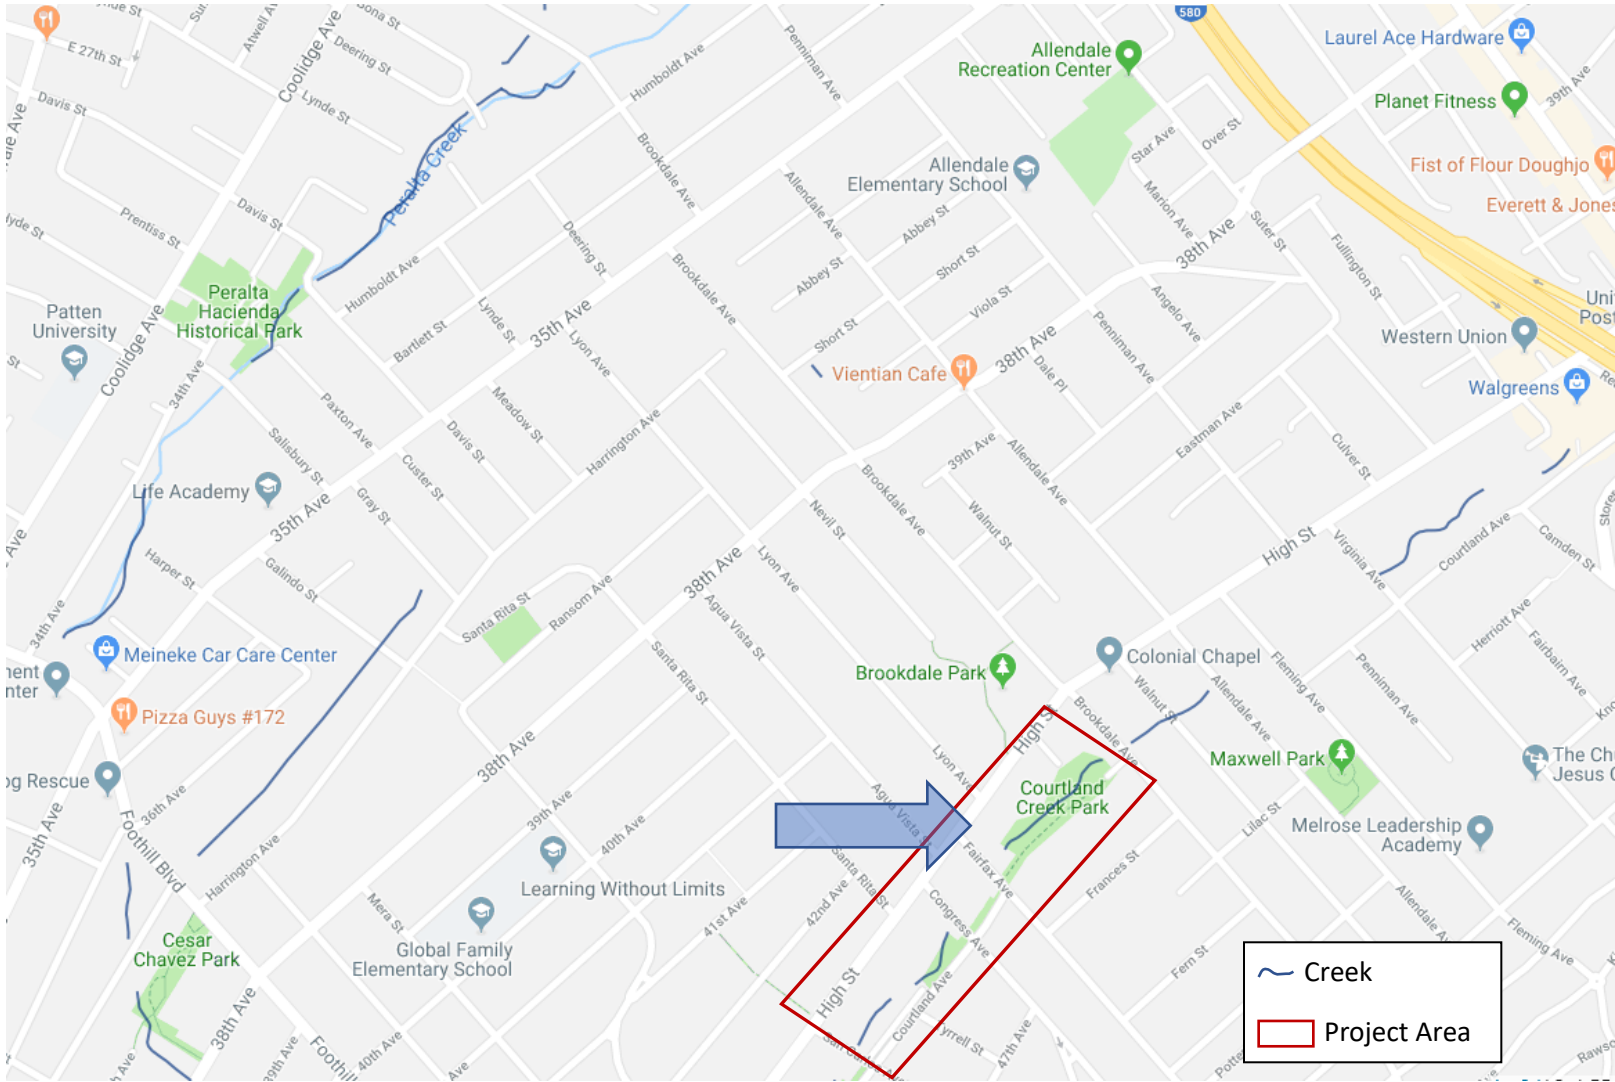 E 27th St
Davis St
Coolidge Ave
Deering St
Lynde St
Humboldt Ave
Penniman Ave
580
Allendale
Recreation Center
Laurel Ace Hardware
39th Ave
Planet Fitness
Fist of Flour Doughjo
Everett & Jones
Star Ave
Over St
Allendale
Elementary School
Marion Ave
Suter St
38th Ave
Fullington St
Peralta Creek
Brookdale Ave
Allendale Ave
Abbey St
Short St
Abbey St
Viola St
Angelo Ave
Prentiss St
Davis St
Peralta
Hacienda
Historical Park
Humboldt Ave
Deering St
Brookdale Ave
Patten
University
Coolidge Ave
34th Ave
Bartlett St
Lynde St
35th Ave
Lyon Ave
Short St
Vientian Cafe
38th Ave
Dale Pl
Penniman Ave
Western Union
Walgreens
Paxton Ave
Meadow St
Davis St
Harrington Ave
Salisbury St
Custer St
Gray St
Life Academy
35th Ave
39th Ave
Allendale Ave
Eastman Ave
Culver St
Brookdale Ave
Walnut St
Nevil St
High St
Virginia Ave
Courtland Ave
Camden St
Harper St
Galindo St
34th Ave
Santa Rita St
Ransom Ave
38th Ave
Lyon Ave
Agua Vista St
Santa Rita St
Herriott Ave
Fairbairn Ave
Meineke Car Care Center
Pizza Guys #172
Brookdale Park
Colonial Chapel
Walnut St
Allendale Ave
Fleming Ave
Penniman Ave
High St
Brookdale Ave
Maxwell Park
The Ch
Jesus C
og Rescue
36th Ave
35th Ave
Foothill Blvd
Harrington Ave
38th Ave
39th Ave
40th Ave
Lyon Ave
Agua Vista S
Courtland
Creek Park
Lilac St
Melrose Leadership
Academy
Learning Without Limits
Santa Rita St
42nd Ave
41st Ave
Fairfax Ave
Frances St
Congress Ave
Mera St
Global Family
Elementary School
Cesar
Chavez Park
38th Ave
39th Ave
40th Ave
Foothill
High St
Courtland Ave
Fern St
47th Ave
Allendale Av
Fleming Ave
Creek
Project Area